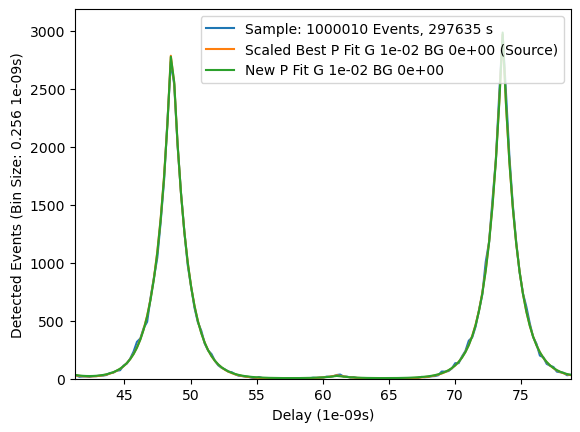 Sample: 1000010 Events, 297635 s
Scaled Best P Fit G 1e-02 BG 0e+00 (Source)
New P Fit G 1e-02 BG 0e+00
Detected Events (Bin Size: 0.256 1e-09s)
3000
2500
2000
1500
1000
500
0
45 50 55 60 65 70 75
Delay (1e-09s)